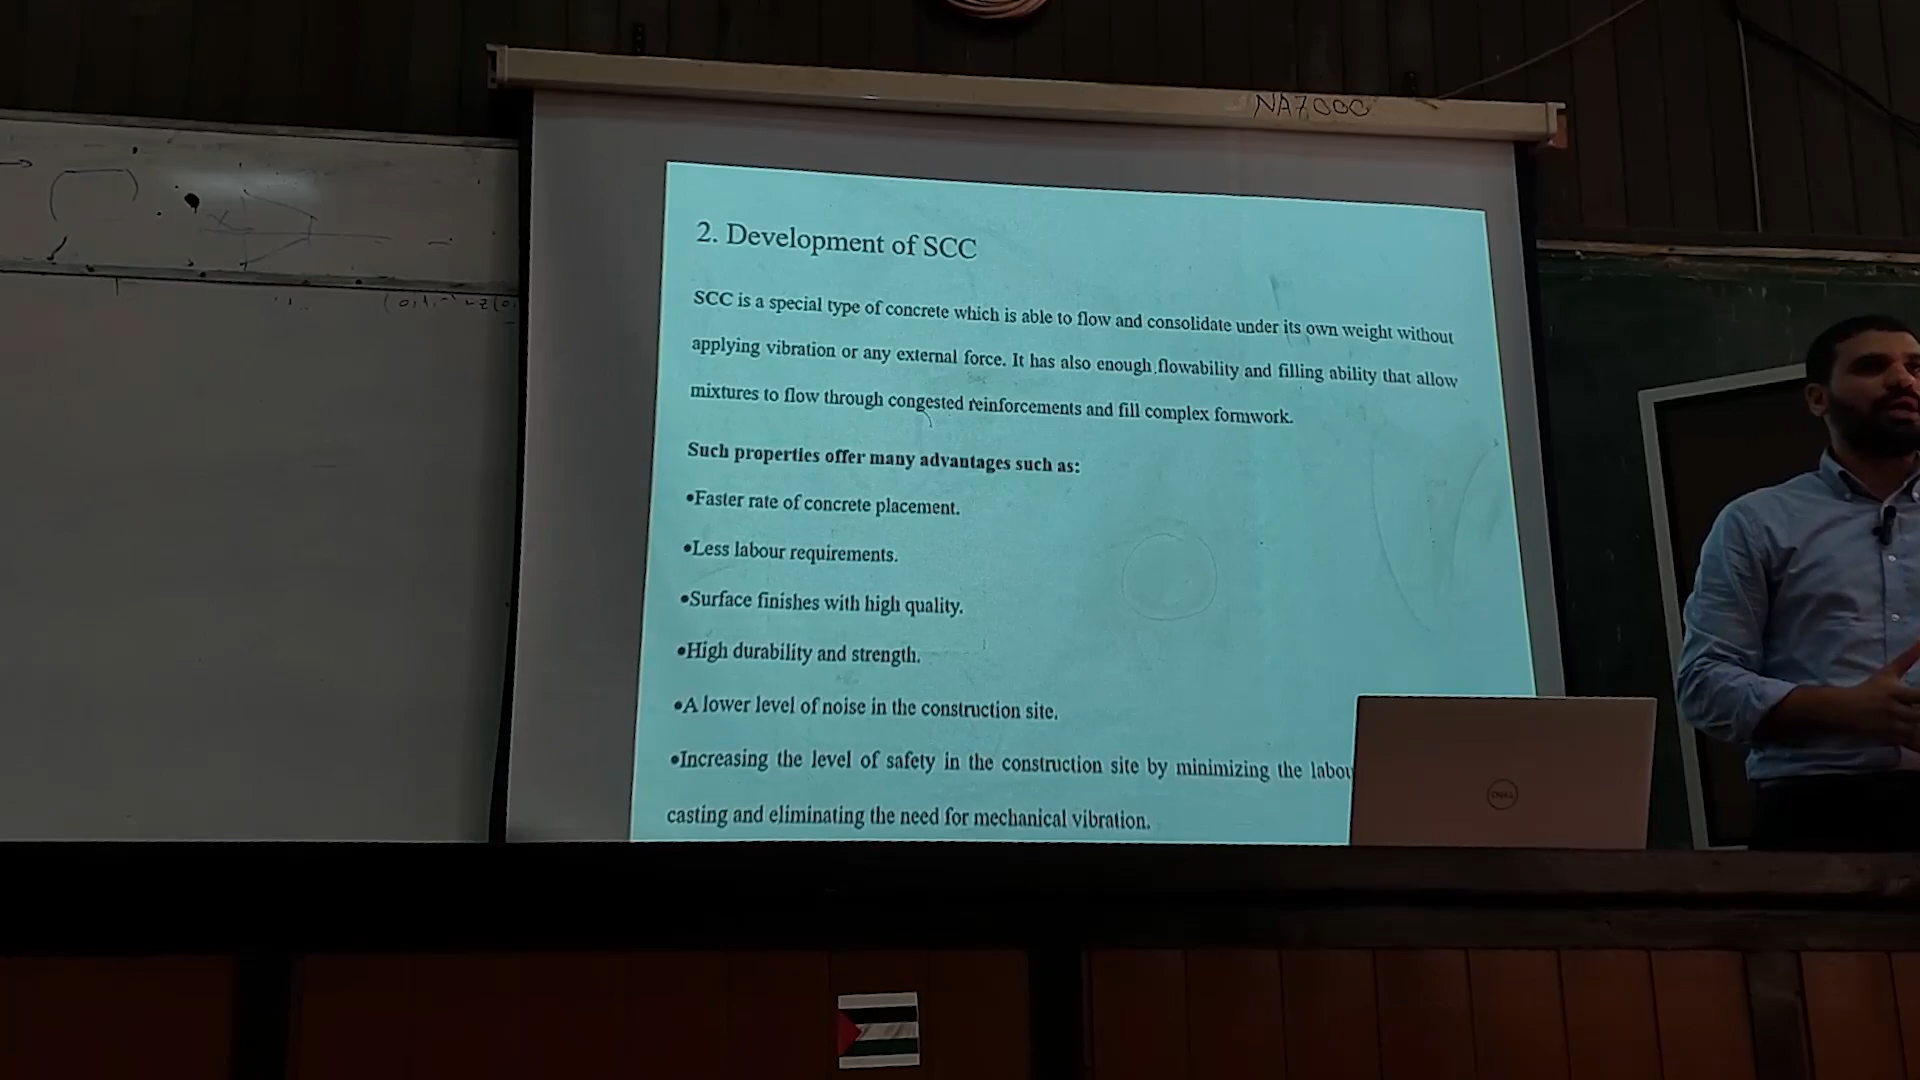 NA7000
2. Development of SCC
SCC is a special type of concrete which is able to flow and consolidate under its own weight without
applying vibration or any external force. It has also enough flowability and filling ability that allow
mixtures to flow through congested reinforcements and fill complex formwork.
Such properties offer many advantages such as:
•Faster rate of concrete placement.
•Less labour requirements.
•Surface finishes with high quality.
•High durability and strength.
•A lower level of noise in the construction site.
•Increasing the level of safety in the construction site by minimizing the labou
casting and eliminating the need for mechanical vibration.
DELL